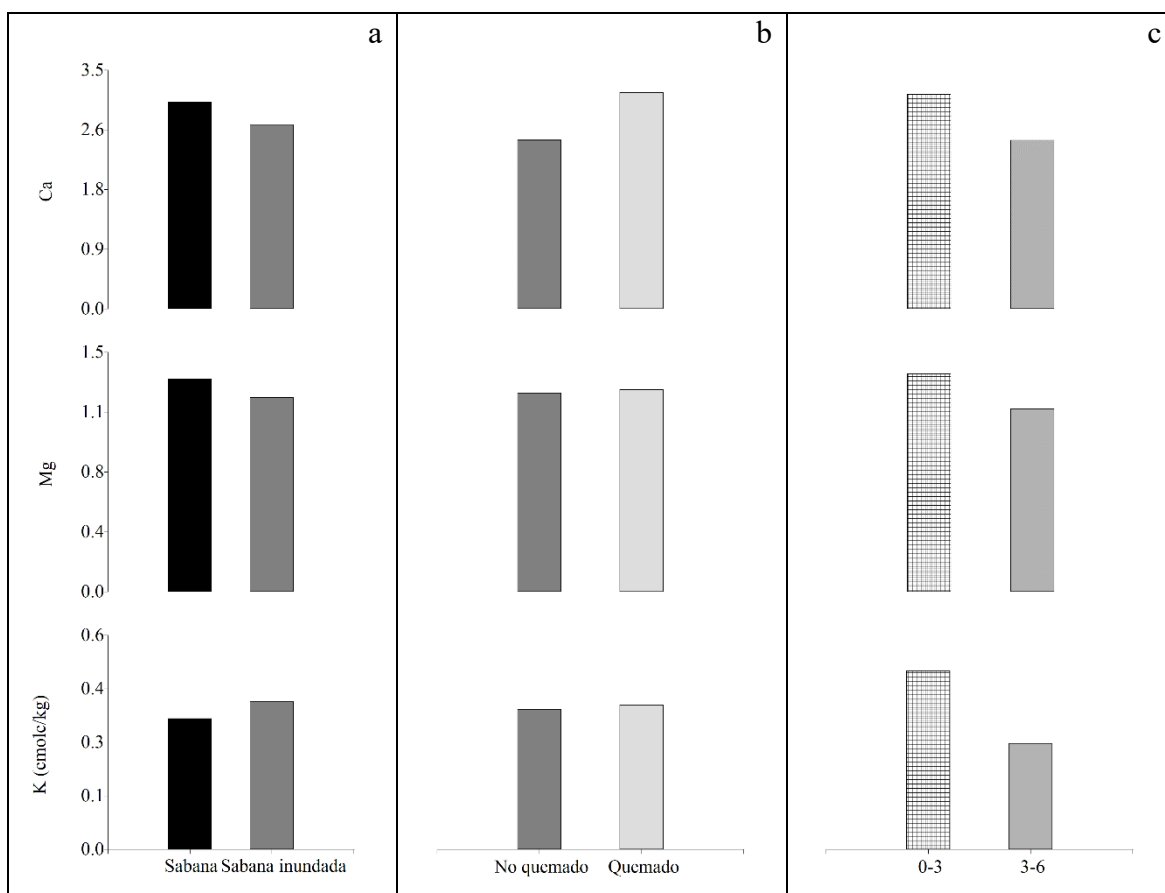 a
b
c
3.5
2.6
1.8
0.9
0.0
Ca
1.5
1.1
0.8
0.4
0.0
Mg
0.6
0.4
0.3
0.1
0.0
K (cmolc/kg)
Sabana Sabana inundada
No quemado Quemado
0-3 3-6